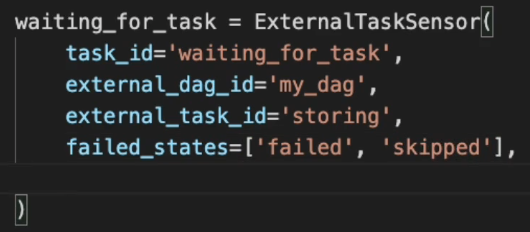 waiting_for_task = ExternalTaskSensor(
    task_id='waiting_for_task',
    external_dag_id='my_dag',
    external_task_id='storing',
    failed_states=['failed', 'skipped'],
)